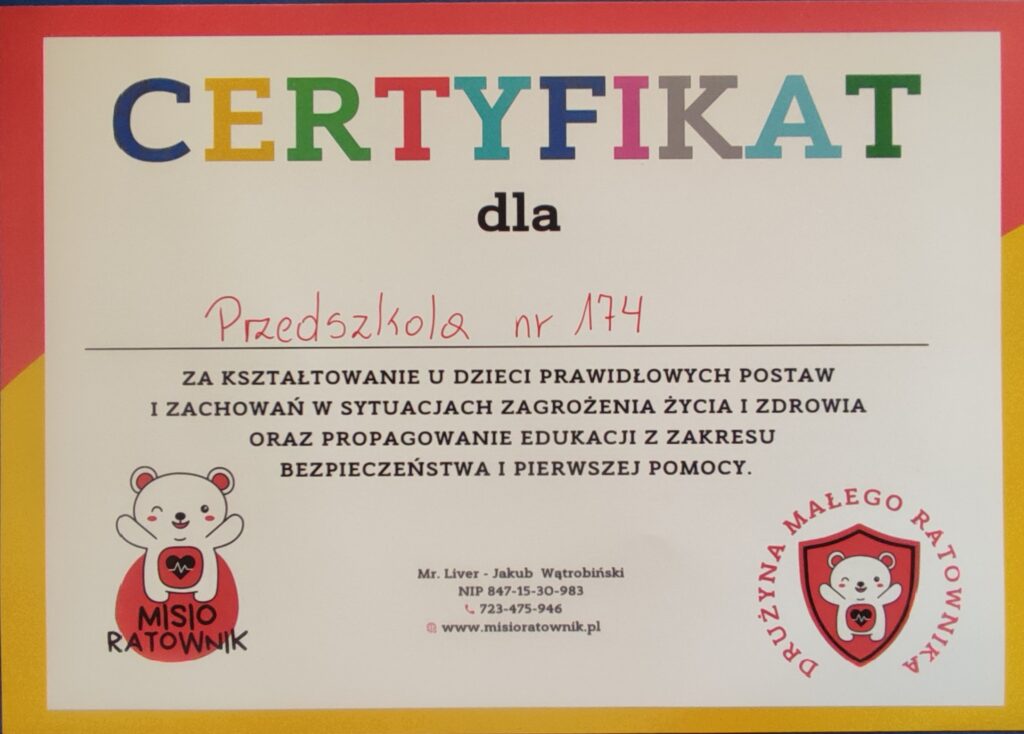 CERTYFIKAT
dla
Przedszkola nr 174
ZA KSZTAŁTOWANIE U DZIECI PRAWIDŁOWYCH POSTAW
I ZACHOWAŃ W SYTUACJACH ZAGROŻENIA ŻYCIA I ZDROWIA
ORAZ PROPAGOWANIE EDUKACJI Z ZAKRESU
BEZPIECZEŃSTWA I PIERWSZEJ POMOCY.
MISIO
RATOWNIK
Mr. Liver - Jakub Wątrobiński
NIP 847-15-30-983
723-475-946
www.misioratownik.pl
DRUŻYNA MAŁEGO RATOWNIKA